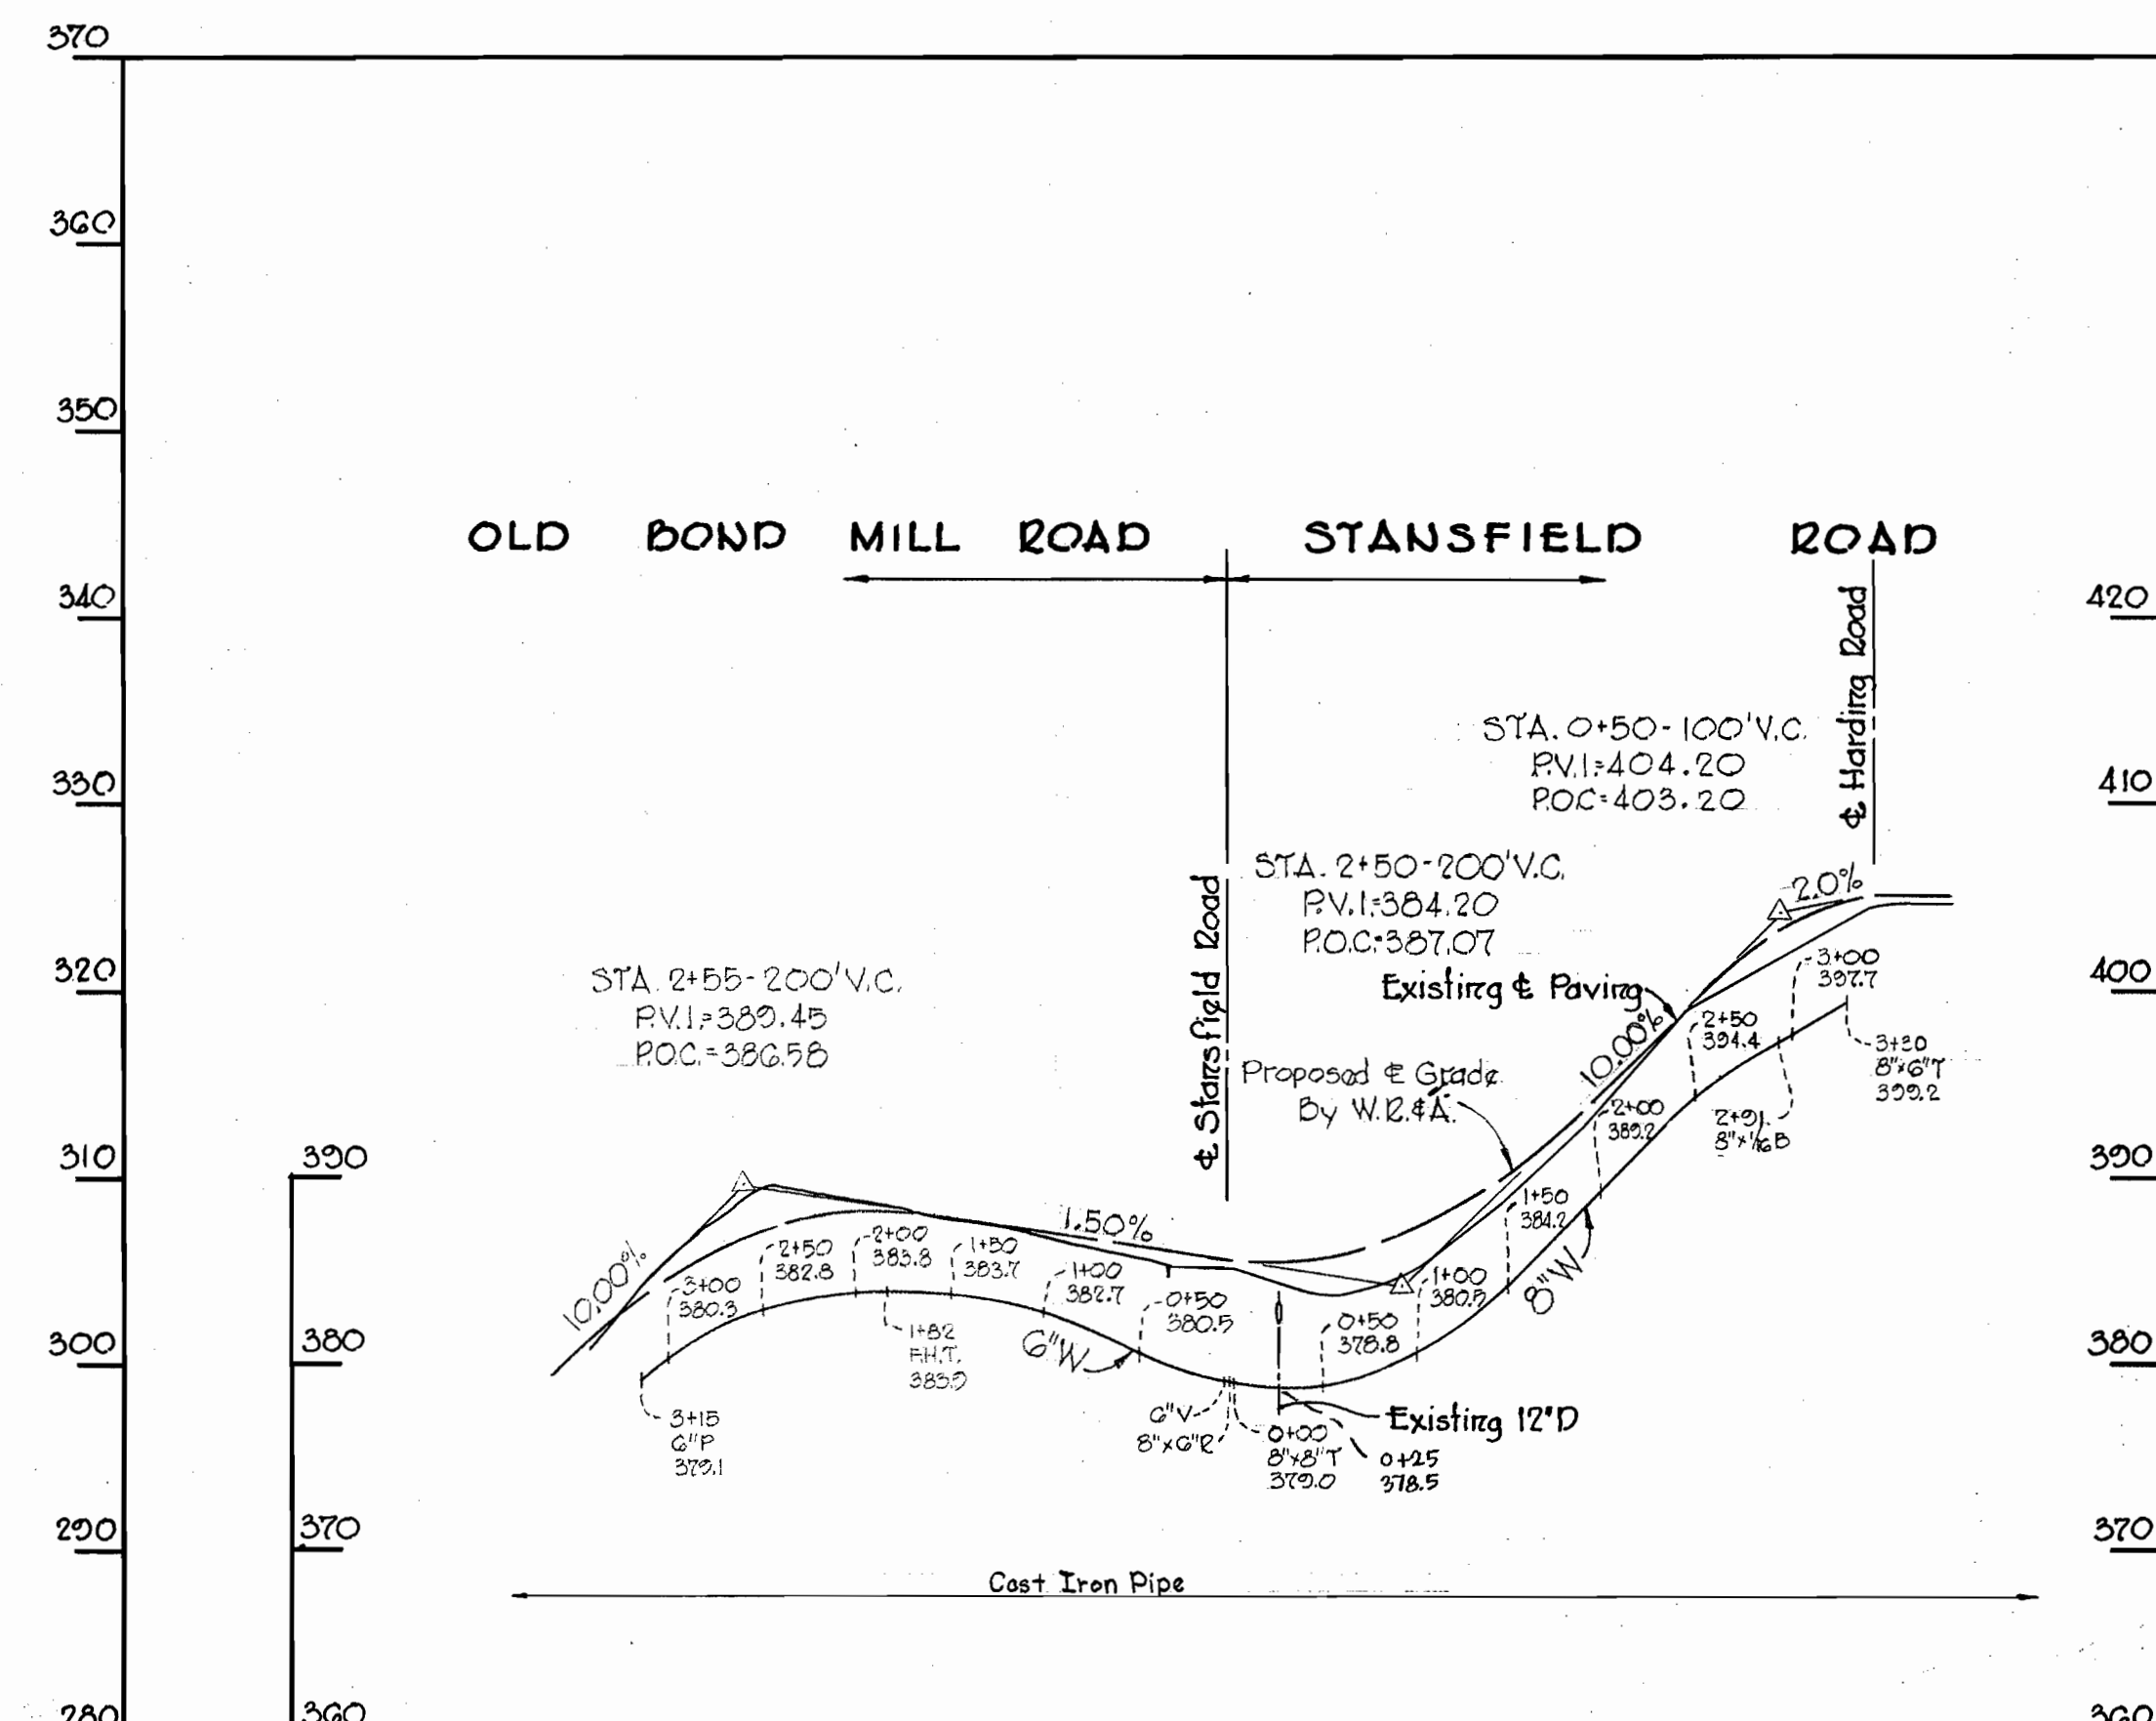 370
360
350
340
330
320
310
300
290
280
390
380
370
360
420
410
400
390
380
370
360
OLD BOND MILL ROAD
STANSFIELD ROAD
℄ Stansfield Road
℄ Harding Road
STA. 0+50-100'V.C.
P.V.I.=404.20
P.O.C=403.20
STA. 2+50-200'V.C.
P.V.I.=384.20
P.O.C.=387.07
STA. 2+55-200'V.C.
P.V.I.=389.45
P.O.C.=386.58
Existing ℄ Paving
Proposed ℄ Grade
By W.R.&A.
10.00%
1.50%
10.00%
2.0%
3+15
6"P
379.1
3+00
380.3
2+50
382.8
2+00
383.8
1+82
F.H.T.
383.9
1+50
383.7
1+00
382.7
6"W
0+50
380.5
6"V
8"x6"R
0+00
8"x8"T
379.0
0+25
378.5
Existing 12"D
0+50
378.8
1+00
380.5
1+50
384.2
8"W
2+00
389.2
2+50
394.4
2+91
8"x1/16B
3+00
397.7
3+30
8"x6"T
399.2
Cast Iron Pipe